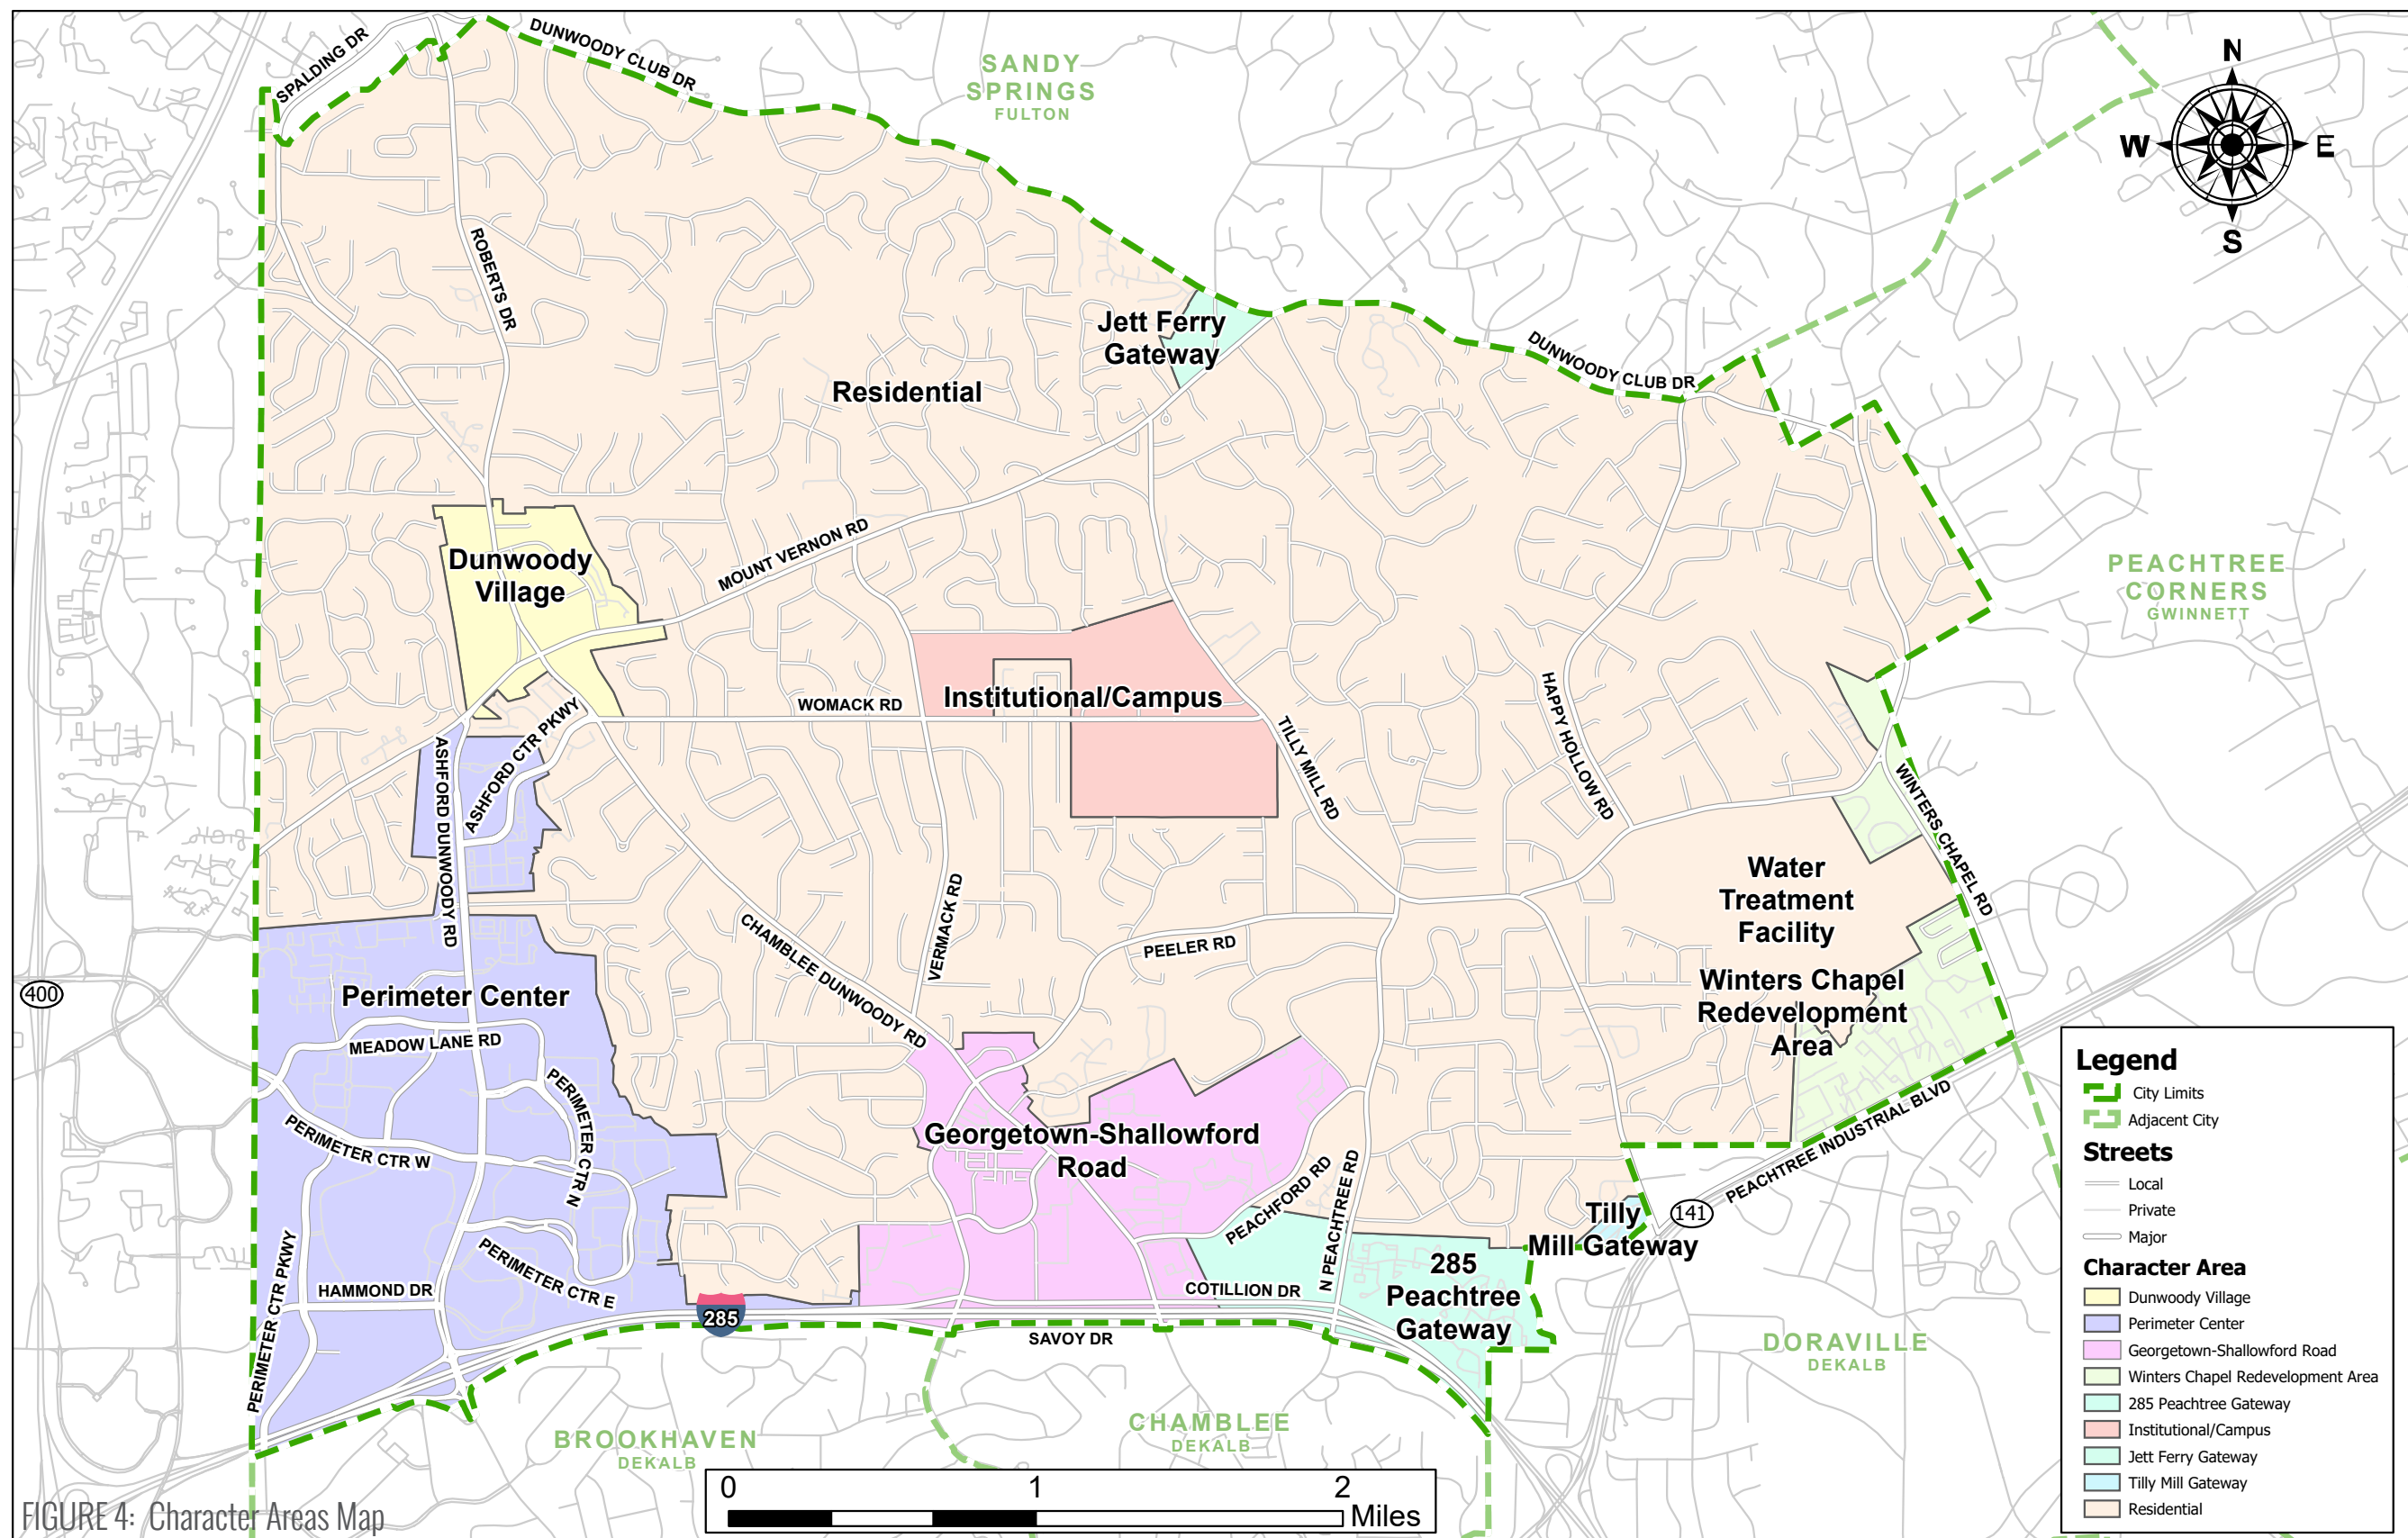 SPALDING DR
DUNWOODY CLUB DR
SANDY
SPRINGS
FULTON
N
W
E
S
ROBERTS DR
Jett Ferry
Gateway
Residential
DUNWOODY CLUB DR
Dunwoody
Village
MOUNT VERNON RD
PEACHTREE
CORNERS
GWINNETT
Institutional/Campus
WOMACK RD
ASHFORD CTR PKWY
ASHFORD DUNWOODY RD
TILLY MILL RD
HAPPY HOLLOW RD
WINTERS CHAPEL RD
Water
Treatment
Facility
VERMACK RD
CHAMBLEE DUNWOODY RD
PEELER RD
400
Perimeter Center
MEADOW LANE RD
Winters Chapel
Redevelopment
Area
PERIMETER CTR N
PERIMETER CTR W
Georgetown-Shallowford
Road
PEACHFORD RD
N PEACHTREE RD
PEACHTREE INDUSTRIAL BLVD
141
Tilly
Mill Gateway
PERIMETER CTR PKWY
HAMMOND DR
PERIMETER CTR E
285
COTILLION DR
285
Peachtree
Gateway
SAVOY DR
DORAVILLE
DEKALB
BROOKHAVEN
DEKALB
CHAMBLEE
DEKALB
Legend
City Limits
Adjacent City
Streets
Local
Private
Major
Character Area
Dunwoody Village
Perimeter Center
Georgetown-Shallowford Road
Winters Chapel Redevelopment Area
285 Peachtree Gateway
Institutional/Campus
Jett Ferry Gateway
Tilly Mill Gateway
Residential
0 1 2
Miles
FIGURE 4: Character Areas Map